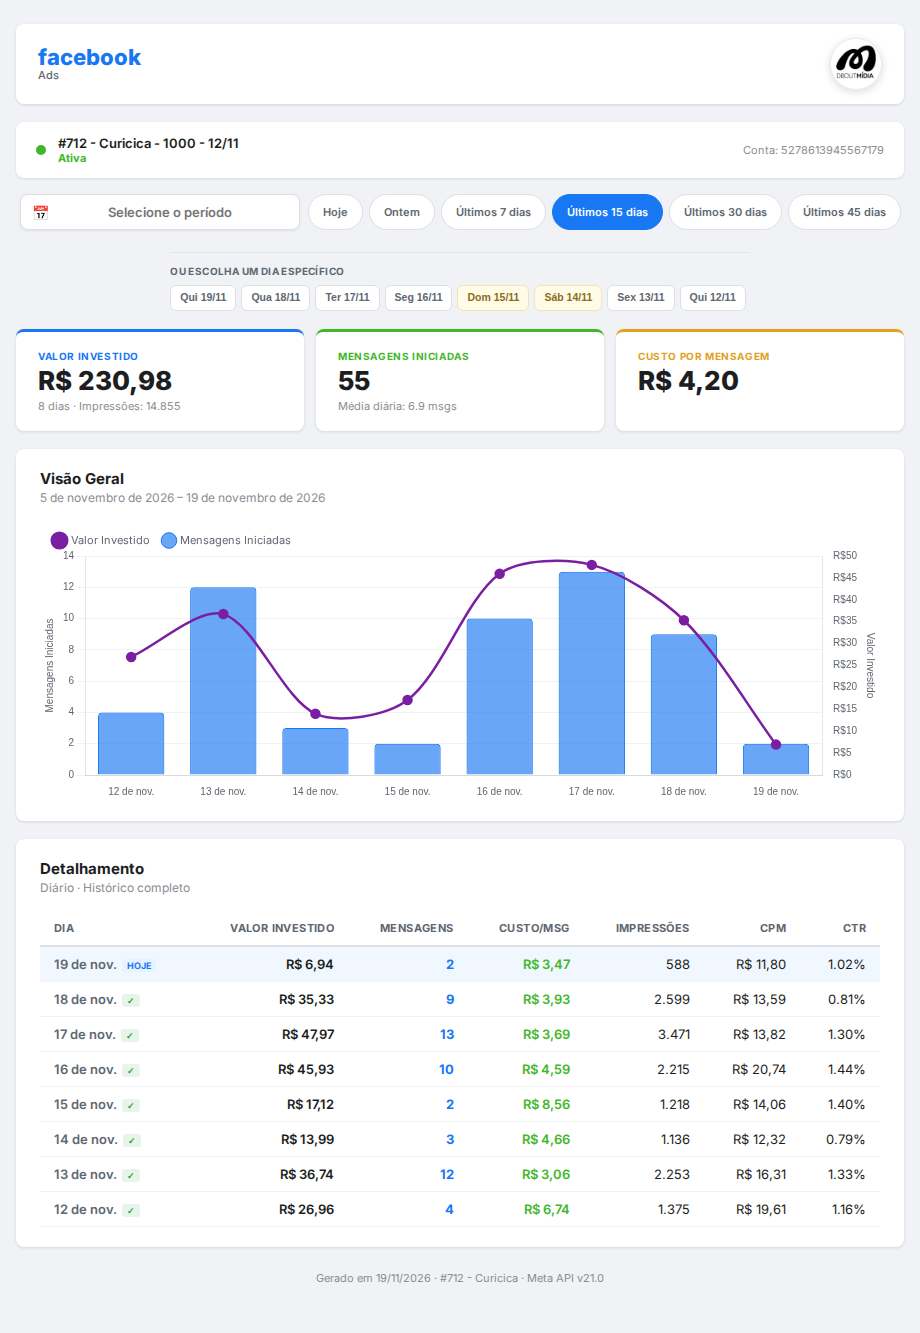 facebook
Ads
DBOUTMÍDIA
#712 - Curicica - 1000 - 12/11
Ativa
Conta: 5278613945567179
Selecione o período
Hoje
Ontem
Últimos 7 dias
Últimos 15 dias
Últimos 30 dias
Últimos 45 dias
OU ESCOLHA UM DIA ESPECÍFICO
Qui 19/11
Qua 18/11
Ter 17/11
Seg 16/11
Dom 15/11
Sáb 14/11
Sex 13/11
Qui 12/11
VALOR INVESTIDO
R$ 230,98
8 dias · Impressões: 14.855
MENSAGENS INICIADAS
55
Média diária: 6.9 msgs
CUSTO POR MENSAGEM
R$ 4,20
Visão Geral
5 de novembro de 2026 – 19 de novembro de 2026
Valor Investido
Mensagens Iniciadas
14
12
10
8
6
4
2
0
Mensagens Iniciadas
R$50
R$45
R$40
R$35
R$30
R$25
R$20
R$15
R$10
R$5
R$0
Valor Investido
12 de nov.
13 de nov.
14 de nov.
15 de nov.
16 de nov.
17 de nov.
18 de nov.
19 de nov.
Detalhamento
Diário · Histórico completo
DIA VALOR INVESTIDO MENSAGENS CUSTO/MSG IMPRESSÕES CPM CTR
19 de nov. HOJE R$ 6,94 2 R$ 3,47 588 R$ 11,80 1.02%
18 de nov. ✓ R$ 35,33 9 R$ 3,93 2.599 R$ 13,59 0.81%
17 de nov. ✓ R$ 47,97 13 R$ 3,69 3.471 R$ 13,82 1.30%
16 de nov. ✓ R$ 45,93 10 R$ 4,59 2.215 R$ 20,74 1.44%
15 de nov. ✓ R$ 17,12 2 R$ 8,56 1.218 R$ 14,06 1.40%
14 de nov. ✓ R$ 13,99 3 R$ 4,66 1.136 R$ 12,32 0.79%
13 de nov. ✓ R$ 36,74 12 R$ 3,06 2.253 R$ 16,31 1.33%
12 de nov. ✓ R$ 26,96 4 R$ 6,74 1.375 R$ 19,61 1.16%
Gerado em 19/11/2026 · #712 - Curicica · Meta API v21.0